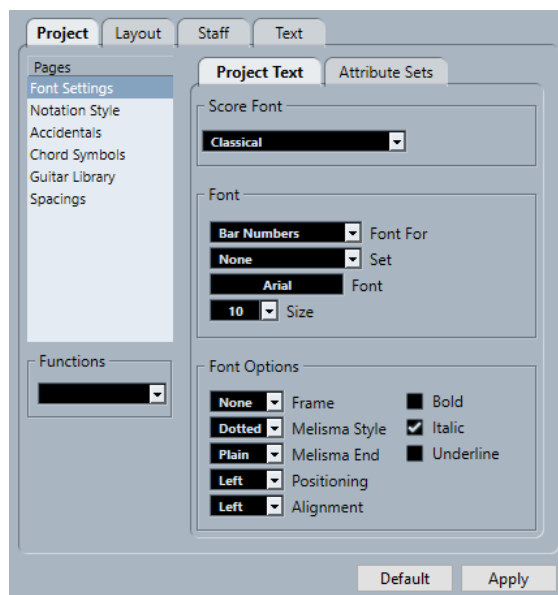 Project Layout Staff Text
Pages
Font Settings
Notation Style
Accidentals
Chord Symbols
Guitar Library
Spacings
Functions
Project Text Attribute Sets
Score Font
Classical
Font
Bar Numbers Font For
None Set
Arial Font
10 Size
Font Options
None Frame Bold
Dotted Melisma Style Italic
Plain Melisma End Underline
Left Positioning
Left Alignment
Default Apply